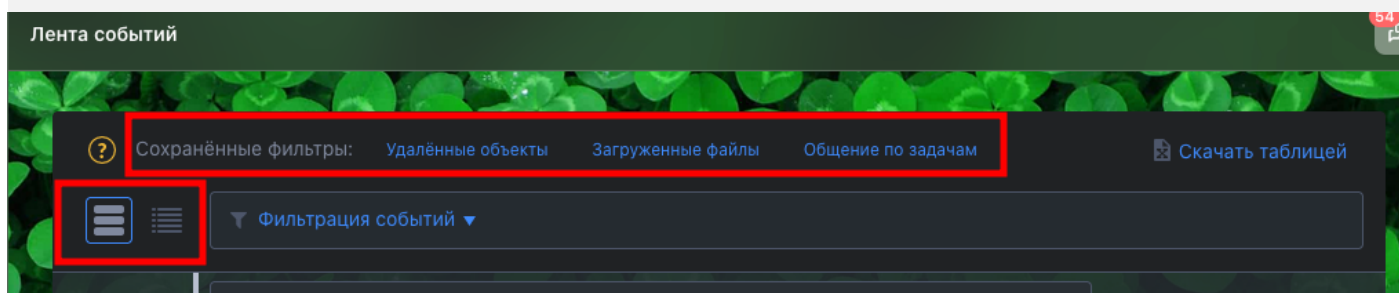 Лента событий
54
? Сохранённые фильтры: Удалённые объекты Загруженные файлы Общение по задачам Скачать таблицей
Фильтрация событий ▼